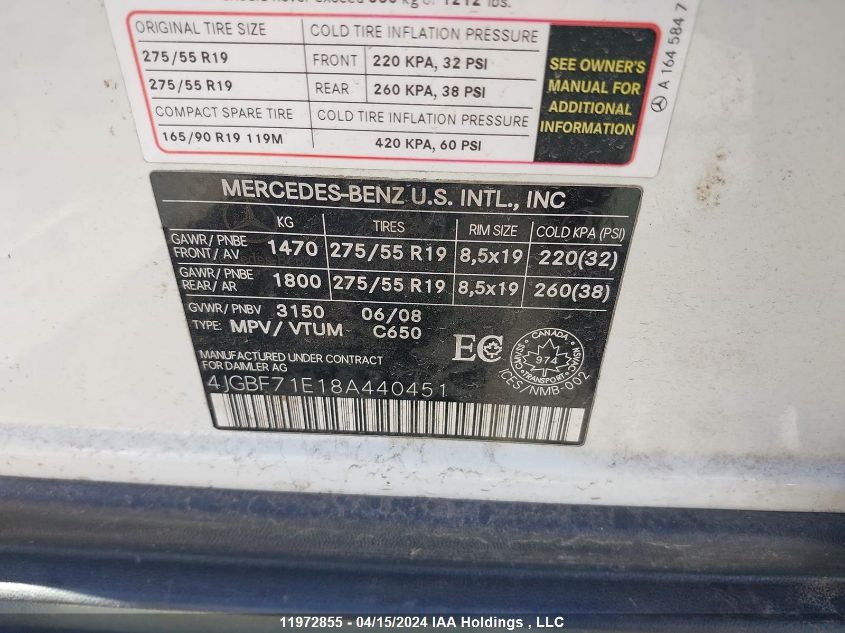 kg or 1212 lbs.
ORIGINAL TIRE SIZE COLD TIRE INFLATION PRESSURE
275/55 R19 FRONT 220 KPA, 32 PSI
275/55 R19 REAR 260 KPA, 38 PSI
COMPACT SPARE TIRE COLD TIRE INFLATION PRESSURE
165/90 R19 119M 420 KPA, 60 PSI
SEE OWNER'S
MANUAL FOR
ADDITIONAL
INFORMATION
A 164 584 7
MERCEDES-BENZ U.S. INTL., INC
KG TIRES RIM SIZE COLD KPA (PSI)
GAWR/ PNBE
FRONT / AV 1470 275/55 R19 8,5x19 220(32)
GAWR/ PNBE
REAR/ AR 1800 275/55 R19 8,5x19 260(38)
GVWR/ PNBV 3150 06/08
TYPE: MPV/ VTUM C650
MANUFACTURED UNDER CONTRACT
FOR DAIMLER AG
EC
CANADA
974
TRANSPORT
ICES/NMB-002
4JGBF71E18A440451
11972855 - 04/15/2024 IAA Holdings , LLC